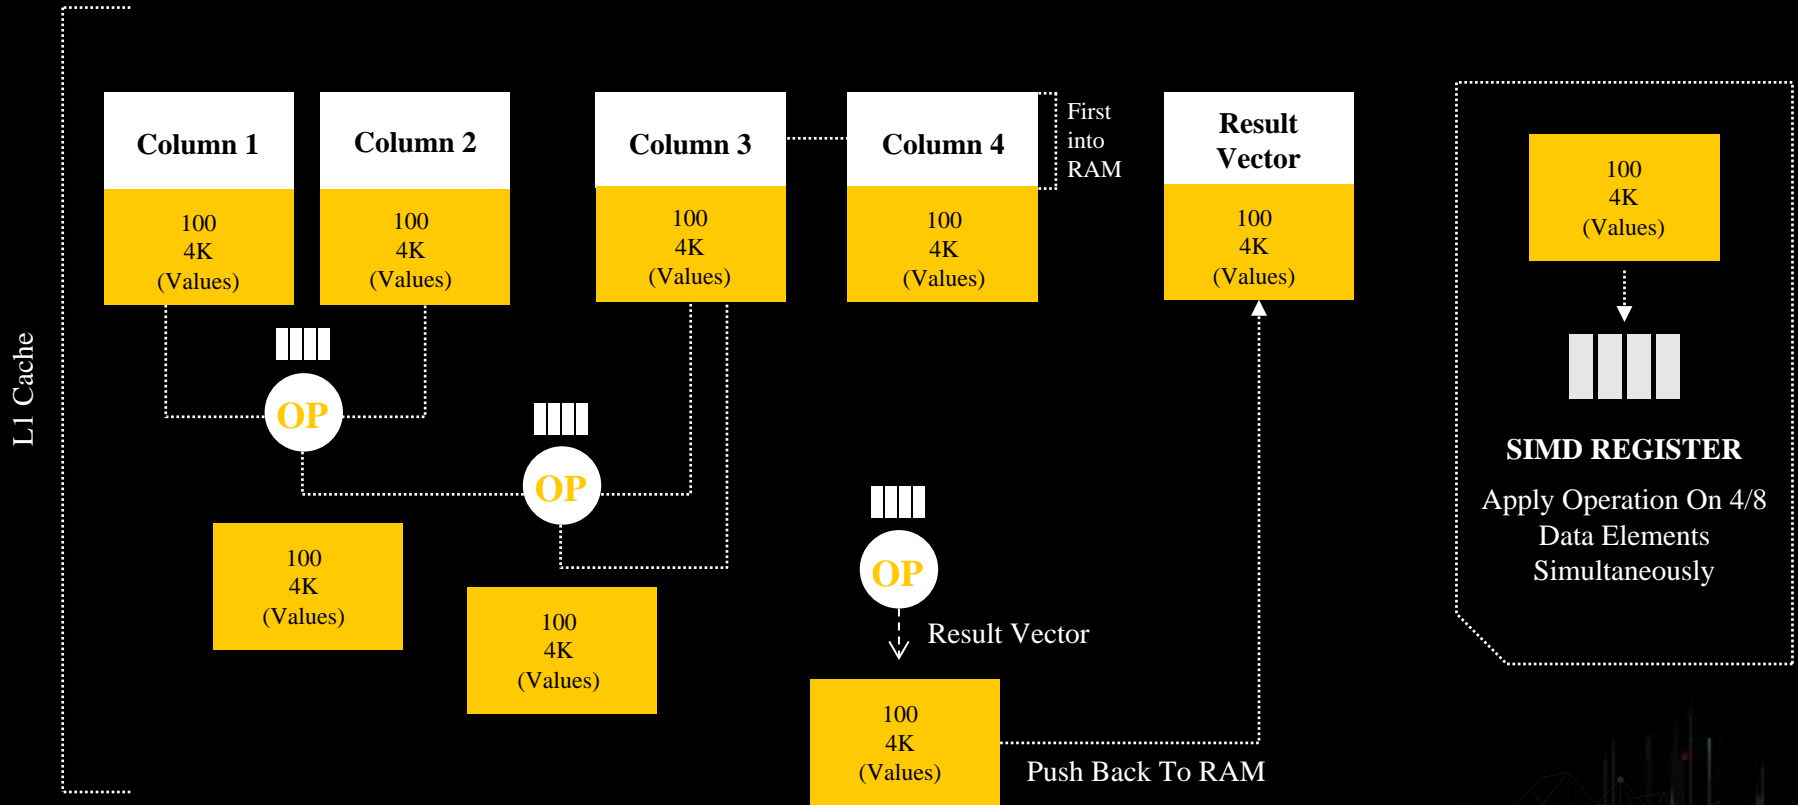 L1 Cache
Column 1
100
4K
(Values)
Column 2
100
4K
(Values)
Column 3
100
4K
(Values)
Column 4
100
4K
(Values)
First
into
RAM
Result
Vector
100
4K
(Values)
OP
OP
OP
100
4K
(Values)
100
4K
(Values)
Result Vector
100
4K
(Values)
Push Back To RAM
100
4K
(Values)
SIMD REGISTER
Apply Operation On 4/8
Data Elements
Simultaneously